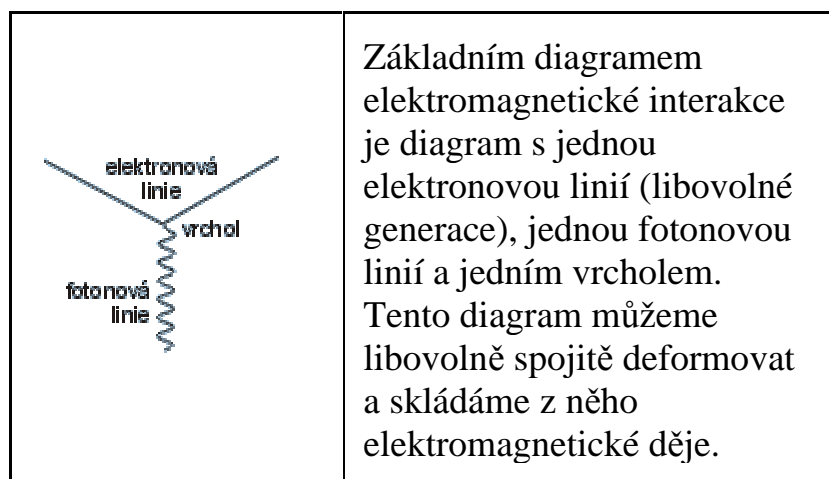 elektronová
linie
vrchol
fotonová
linie
Základním diagramem
elektromagnetické interakce
je diagram s jednou
elektronovou linií (libovolné
generace), jednou fotonovou
linií a jedním vrcholem.
Tento diagram můžeme
libovolně spojitě deformovat
a skládáme z něho
elektromagnetické děje.